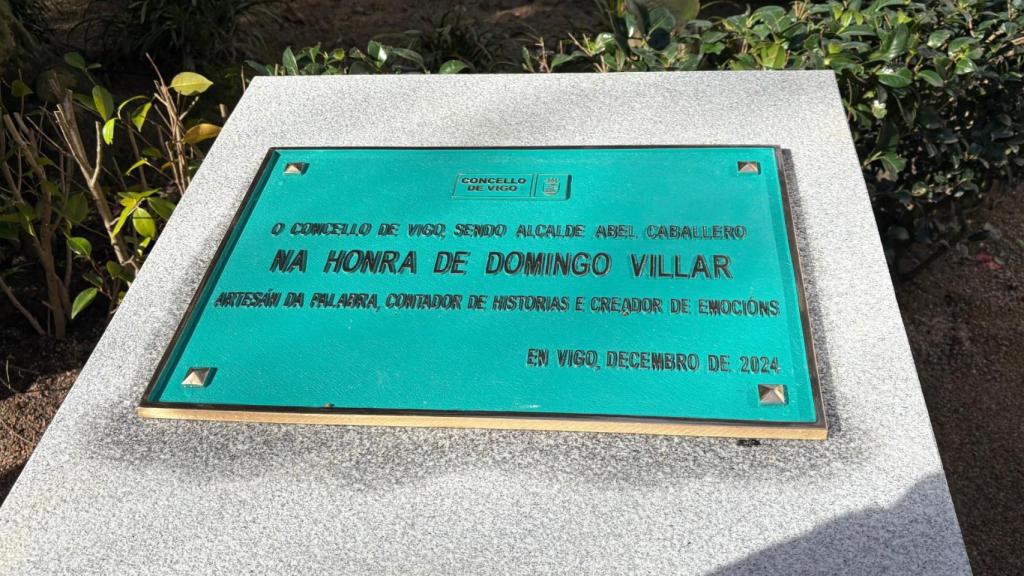 CONCELLO
DE VIGO
O CONCELLO DE VIGO, SENDO ALCALDE ABEL CABALLERO
NA HONRA DE DOMINGO VILLAR
ARTESÁN DA PALABRA, CONTADOR DE HISTORIAS E CREADOR DE EMOCIÓNS
EN VIGO, DECEMBRO DE 2024